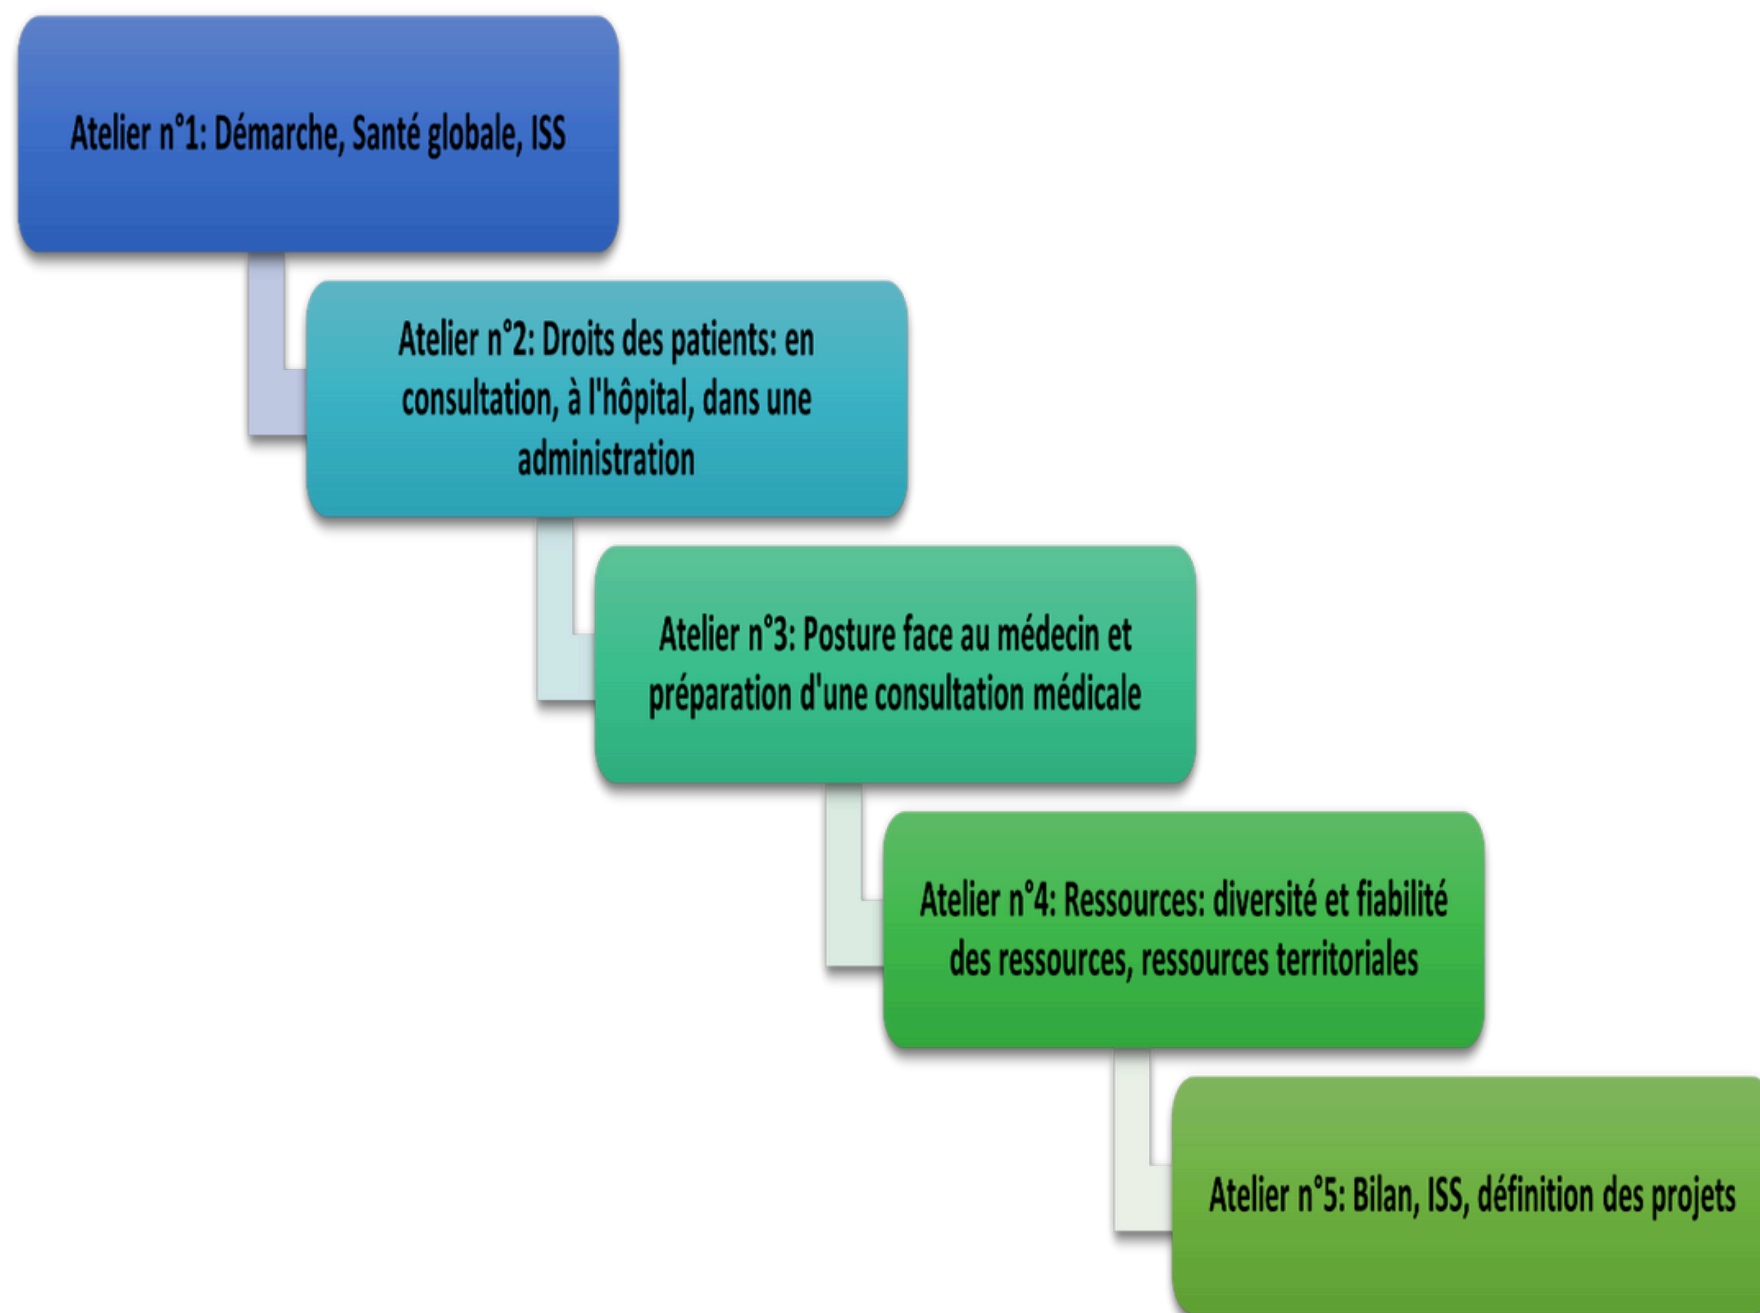 Atelier n°1: Démarche, Santé globale, ISS
Atelier n°2: Droits des patients: en
consultation, à l'hôpital, dans une
administration
Atelier n°3: Posture face au médecin et
préparation d'une consultation médicale
Atelier n°4: Ressources: diversité et fiabilité
des ressources, ressources territoriales
Atelier n°5: Bilan, ISS, définition des projets